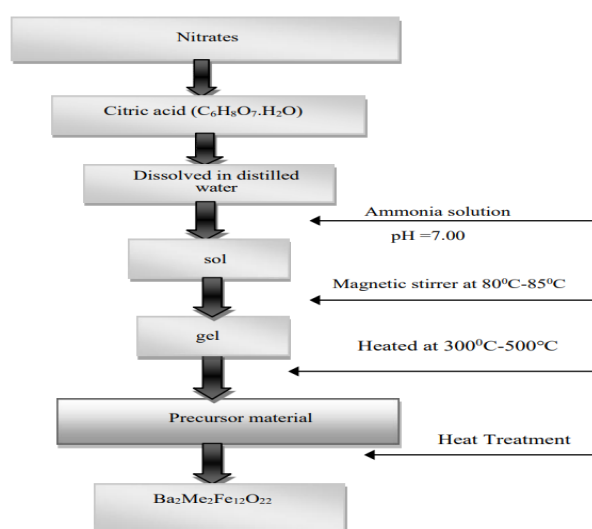 Nitrates
Citric acid (C₆H₈O₇.H₂O)
Dissolved in distilled
water
Ammonia solution
pH =7.00
sol
Magnetic stirrer at 80⁰C-85⁰C
gel
Heated at 300⁰C-500°C
Precursor material
Heat Treatment
Ba₂Me₂Fe₁₂O₂₂